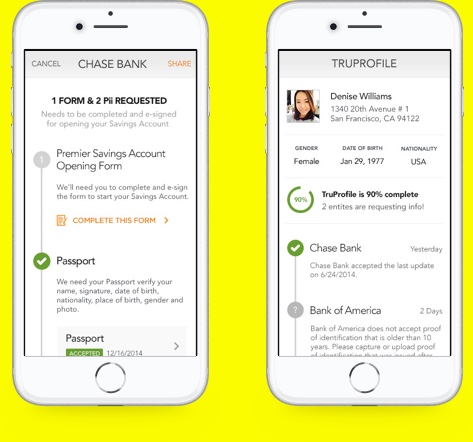 CANCEL CHASE BANK SHARE
1 FORM & 2 Pii REQUESTED
Needs to be completed and e-signed
for opening your Savings Account
1
Premier Savings Account
Opening Form
We'll need you to complete and e-sign
the form to start your Savings Account.
COMPLETE THIS FORM
Passport
We need your Passport verify your
name, signature, date of birth,
nationality, place of birth, gender and
photo.
Passport
ACCEPTED 12/16/2014
TRUPROFILE
Denise Williams
1340 20th Avenue # 1
San Francisco, CA 94122
GENDER DATE OF BIRTH NATIONALITY
Female Jan 29, 1977 USA
90%
TruProfile is 90% complete
2 entites are requesting info!
Chase Bank Yesterday
Chase Bank accepted the last update
on 6/24/2014.
?
Bank of America 2 Days
Bank of America does not accept proof
of identification that is older than 10
years. Please capture or upload proof
of identification that was issued after